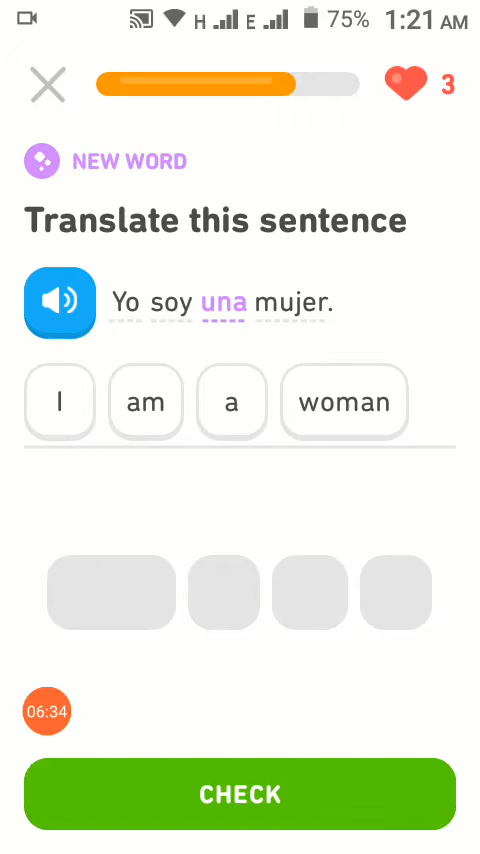 H E 75% 1:21 AM
3
NEW WORD
Translate this sentence
Yo soy una mujer.
I am a woman
06:34
CHECK